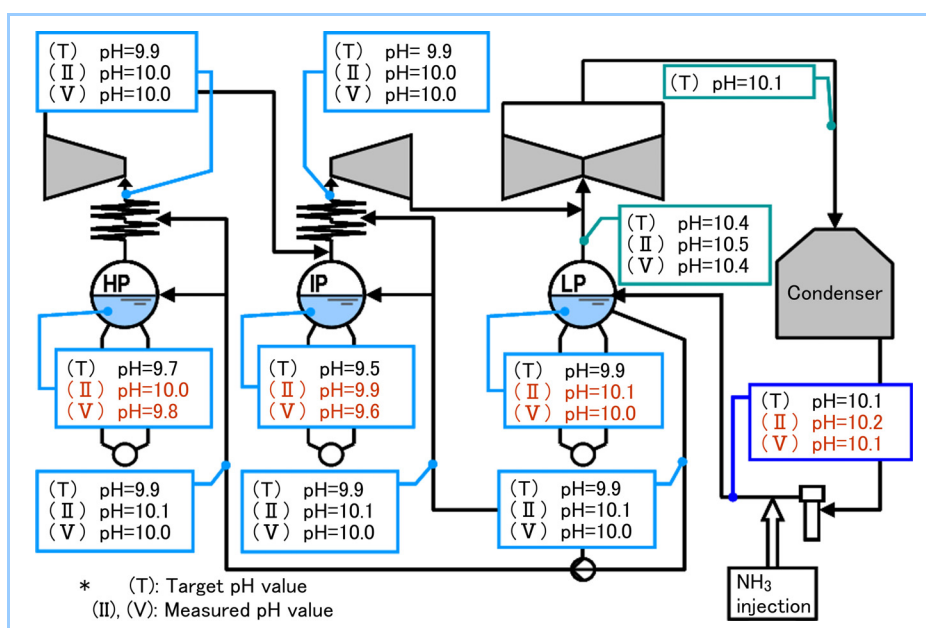 (T) pH=9.9
(Ⅱ) pH=10.0
(Ⅴ) pH=10.0
(T) pH= 9.9
(Ⅱ) pH=10.0
(Ⅴ) pH=10.0
(T) pH=10.1
(T) pH=10.4
(Ⅱ) pH=10.5
(Ⅴ) pH=10.4
HP
IP
LP
Condenser
(T) pH=9.7
(Ⅱ) pH=10.0
(Ⅴ) pH=9.8
(T) pH=9.5
(Ⅱ) pH=9.9
(Ⅴ) pH=9.6
(T) pH=9.9
(Ⅱ) pH=10.1
(Ⅴ) pH=10.0
(T) pH=10.1
(Ⅱ) pH=10.2
(Ⅴ) pH=10.1
(T) pH=9.9
(Ⅱ) pH=10.1
(Ⅴ) pH=10.0
(T) pH=9.9
(Ⅱ) pH=10.1
(Ⅴ) pH=10.0
(T) pH=9.9
(Ⅱ) pH=10.1
(Ⅴ) pH=10.0
NH3
injection
* (T): Target pH value
(Ⅱ), (Ⅴ): Measured pH value